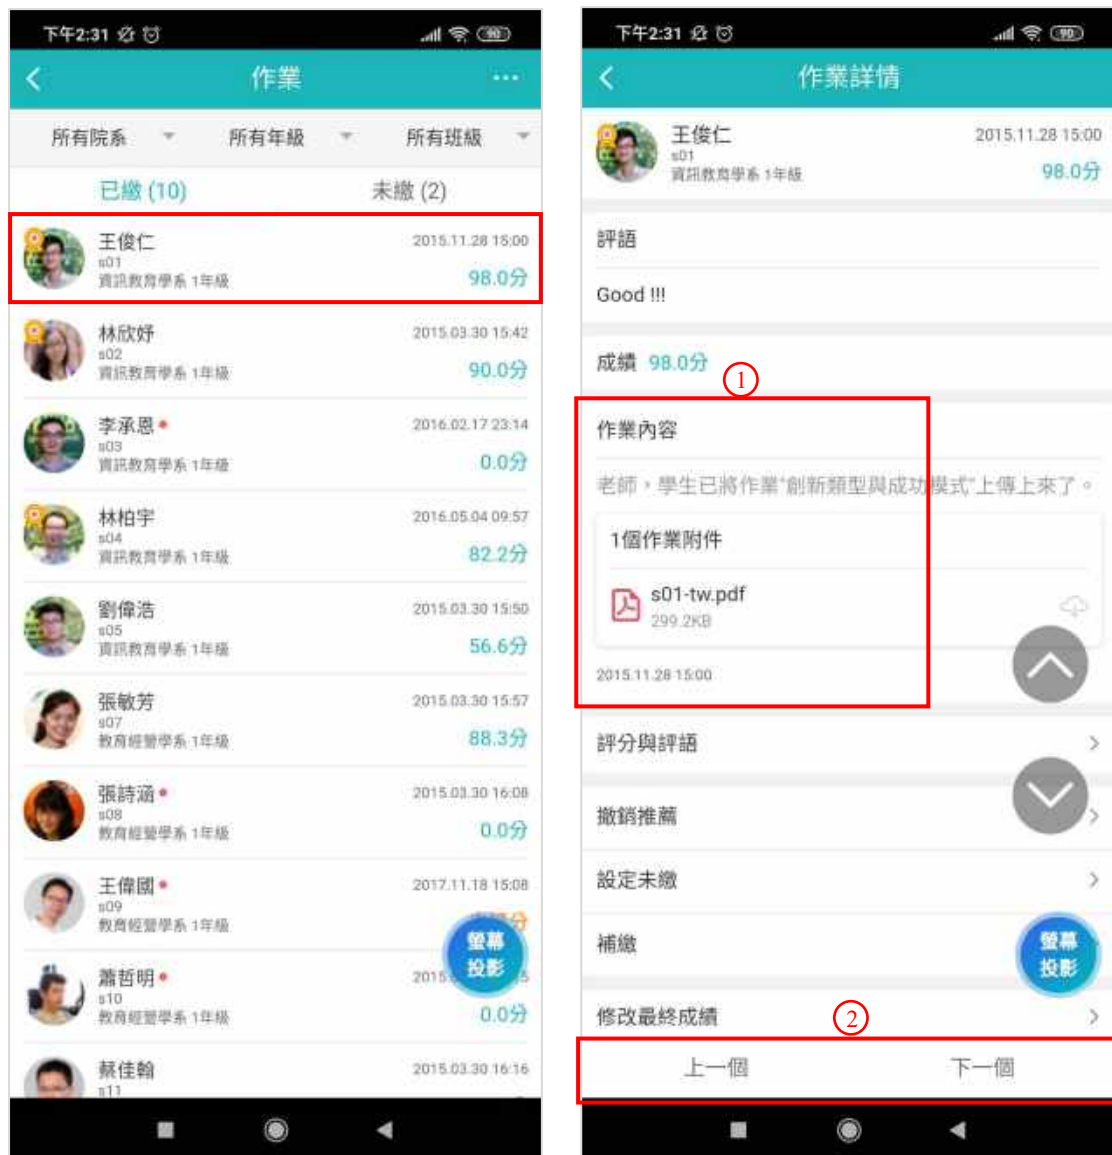 下午2:31
90
作業
所有院系
所有年級
所有班級
已繳 (10)
未繳 (2)
王俊仁
2015.11.28 15:00
s01
資訊教育學系 1年級
98.0分
林欣妤
2015.03.30 15:42
s02
資訊教育學系 1年級
90.0分
李承恩
2016.02.17 23:14
s03
資訊教育學系 1年級
0.0分
林柏宇
2016.05.04 09:57
s04
資訊教育學系 1年級
82.2分
劉偉浩
2015.03.30 15:50
s05
資訊教育學系 1年級
56.6分
張敏芳
2015.03.30 15:57
s07
教育經營學系 1年級
88.3分
張詩涵
2015.03.30 16:08
s08
教育經營學系 1年級
0.0分
王偉國
2017.11.18 15:08
s09
教育經營學系 1年級
螢幕
投影
蕭哲明
s10
教育經營學系 1年級
0.0分
蔡佳翰
2015.03.30 16:16
s11
下午2:31
90
作業詳情
王俊仁
2015.11.28 15:00
s01
資訊教育學系 1年級
98.0分
評語
Good !!!
成績 98.0分
1
作業內容
老師，學生已將作業"創新類型與成功模式"上傳上來了。
1個作業附件
s01-tw.pdf
299.2KB
2015.11.28 15:00
評分與評語
撤銷推薦
設定未繳
補繳
螢幕
投影
修改最終成績
2
上一個
下一個